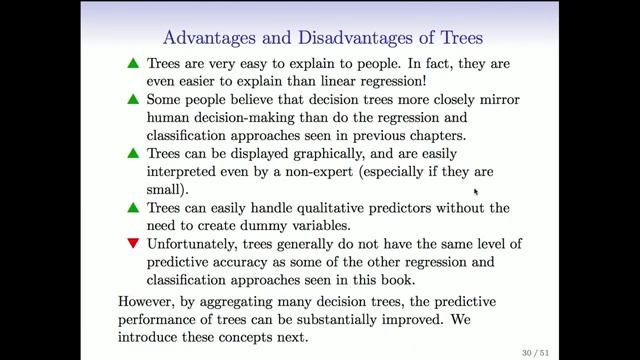 Advantages and Disadvantages of Trees
Trees are very easy to explain to people. In fact, they are
even easier to explain than linear regression!
Some people believe that decision trees more closely mirror
human decision-making than do the regression and
classification approaches seen in previous chapters.
Trees can be displayed graphically, and are easily
interpreted even by a non-expert (especially if they are
small).
Trees can easily handle qualitative predictors without the
need to create dummy variables.
Unfortunately, trees generally do not have the same level of
predictive accuracy as some of the other regression and
classification approaches seen in this book.
However, by aggregating many decision trees, the predictive
performance of trees can be substantially improved. We
introduce these concepts next.
30 / 51